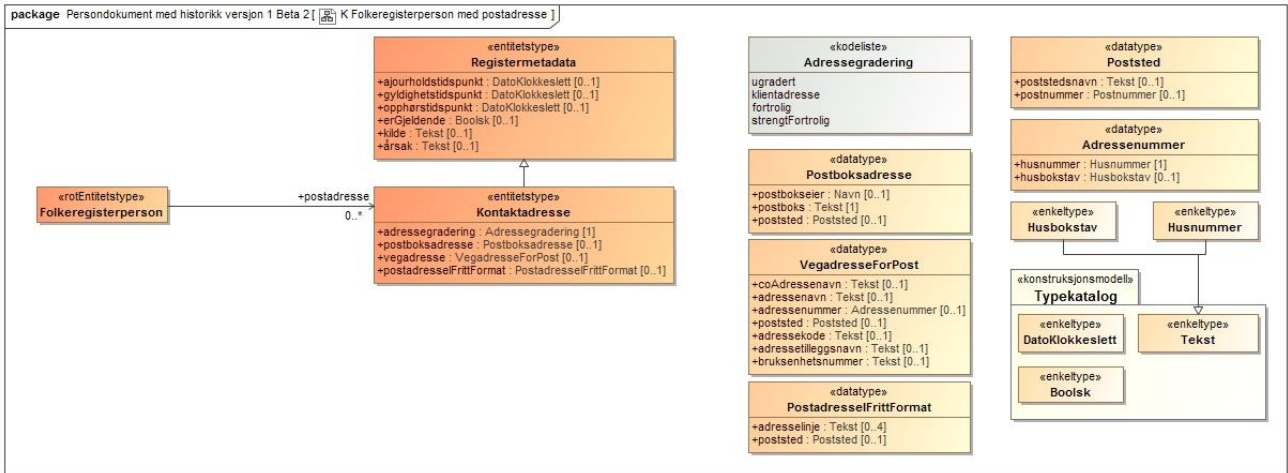 package Persondokument med historikk versjon 1 Beta 2 [ K Folkeregisterperson med postadresse ]
«entitetstype»
Registermetadata
+ajourholdstidspunkt : DatoKlokkeslett [0..1]
+gyldighetstidspunkt : DatoKlokkeslett [0..1]
+opphørstidspunkt : DatoKlokkeslett [0..1]
+erGjeldende : Boolsk [0..1]
+kilde : Tekst [0..1]
+årsak : Tekst [0..1]
«rotEntitetstype»
Folkeregisterperson
+postadresse
0..*
«entitetstype»
Kontaktadresse
+adressegradering : Adressegradering [1]
+postboksadresse : Postboksadresse [0..1]
+vegadresse : VegadresseForPost [0..1]
+postadresseIFrittFormat : PostadresseIFrittFormat [0..1]
«kodeliste»
Adressegradering
ugradert
klientadresse
fortrolig
strengtFortrolig
«datatype»
Postboksadresse
+postbokseier : Navn [0..1]
+postboks : Tekst [1]
+poststed : Poststed [0..1]
«datatype»
VegadresseForPost
+coAdressenavn : Tekst [0..1]
+adressenavn : Tekst [0..1]
+adressenummer : Adressenummer [0..1]
+poststed : Poststed [0..1]
+adressekode : Tekst [0..1]
+adressetilleggsnavn : Tekst [0..1]
+bruksenhetsnummer : Tekst [0..1]
«datatype»
PostadresseIFrittFormat
+adresselinje : Tekst [0..4]
+poststed : Poststed [0..1]
«datatype»
Poststed
+poststedsnavn : Tekst [0..1]
+postnummer : Postnummer [0..1]
«datatype»
Adressenummer
+husnummer : Husnummer [1]
+husbokstav : Husbokstav [0..1]
«enkeltype»
Husbokstav
«enkeltype»
Husnummer
«konstruksjonsmodell»
Typekatalog
«enkeltype»
DatoKlokkeslett
«enkeltype»
Tekst
«enkeltype»
Boolsk